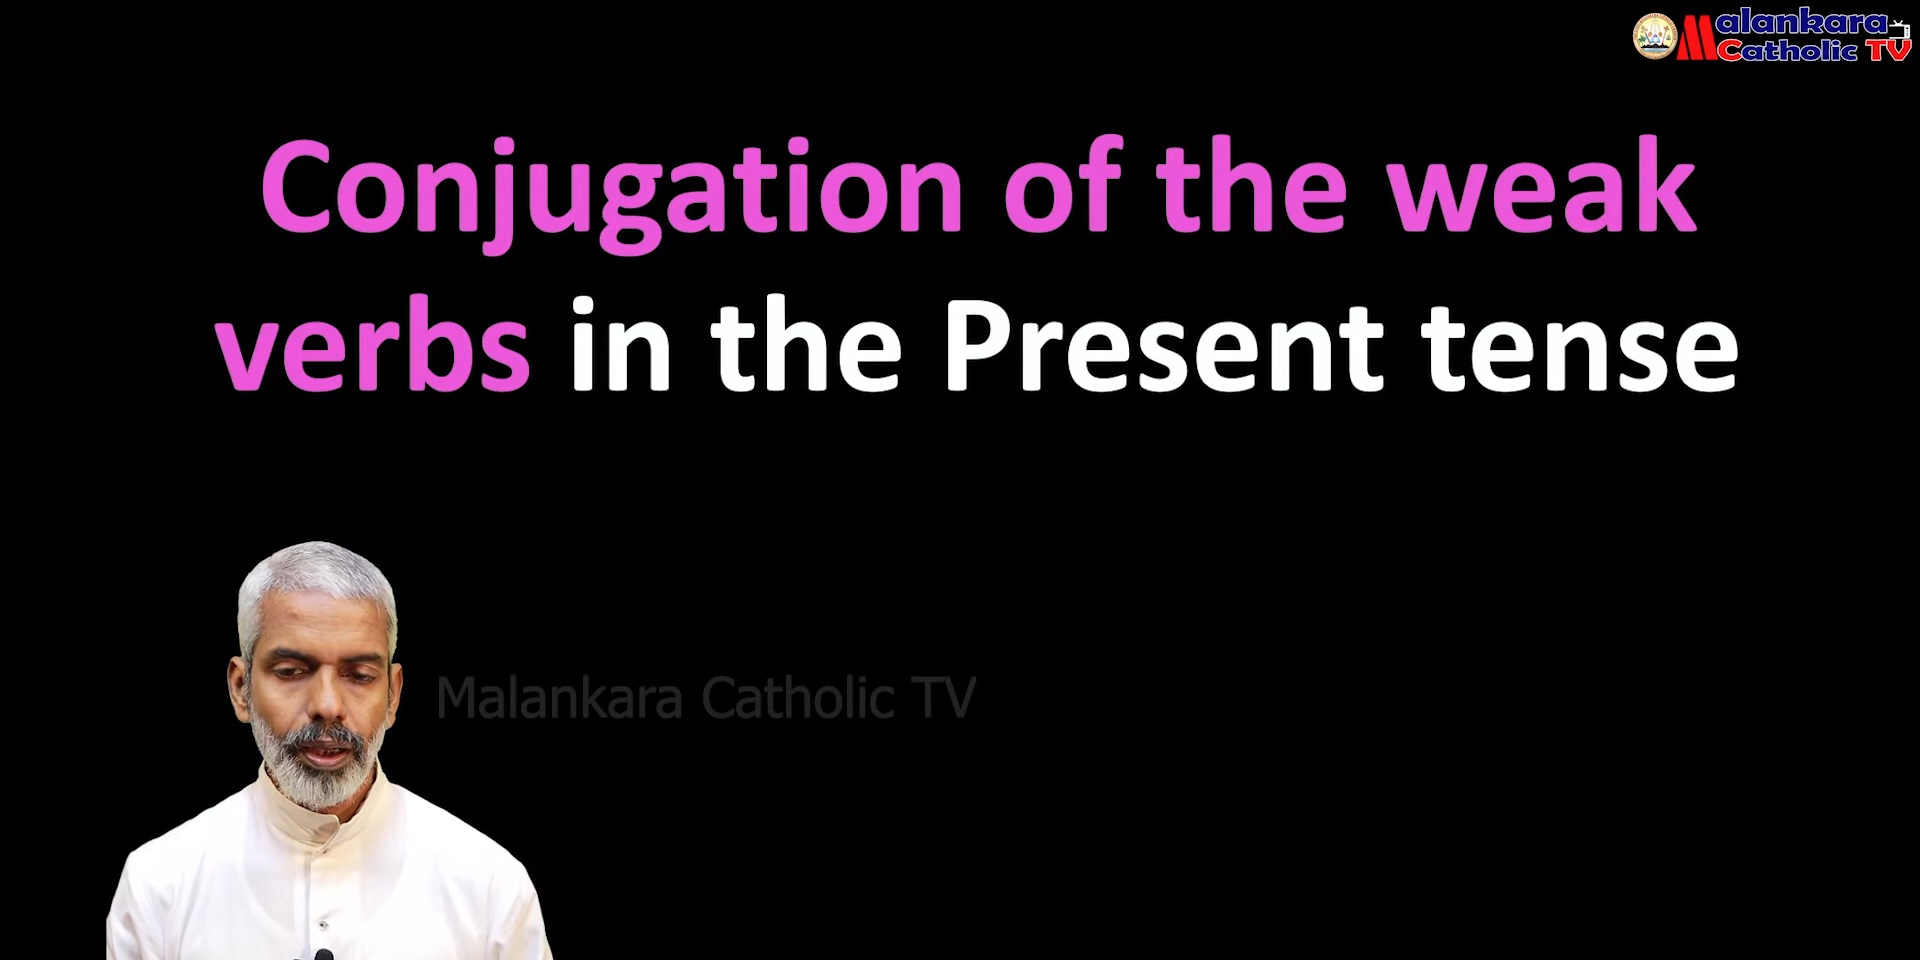 Malankara
Catholic TV
Conjugation of the weak
verbs in the Present tense
Malankara Catholic TV